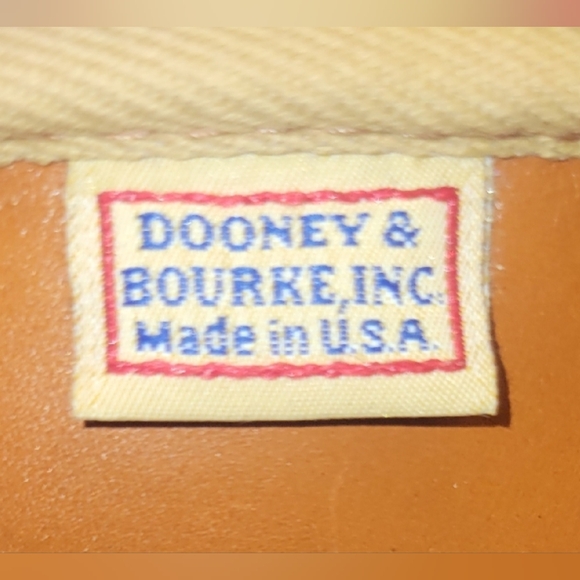 DOONEY &
BOURKE, INC.
Made in U.S.A.